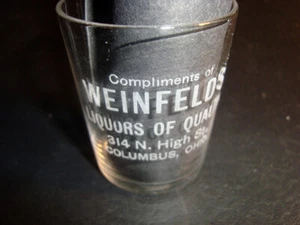 Compliments of
WEINFELDS
LIQUORS OF QUALITY
314 N. High St.
COLUMBUS, OHIO